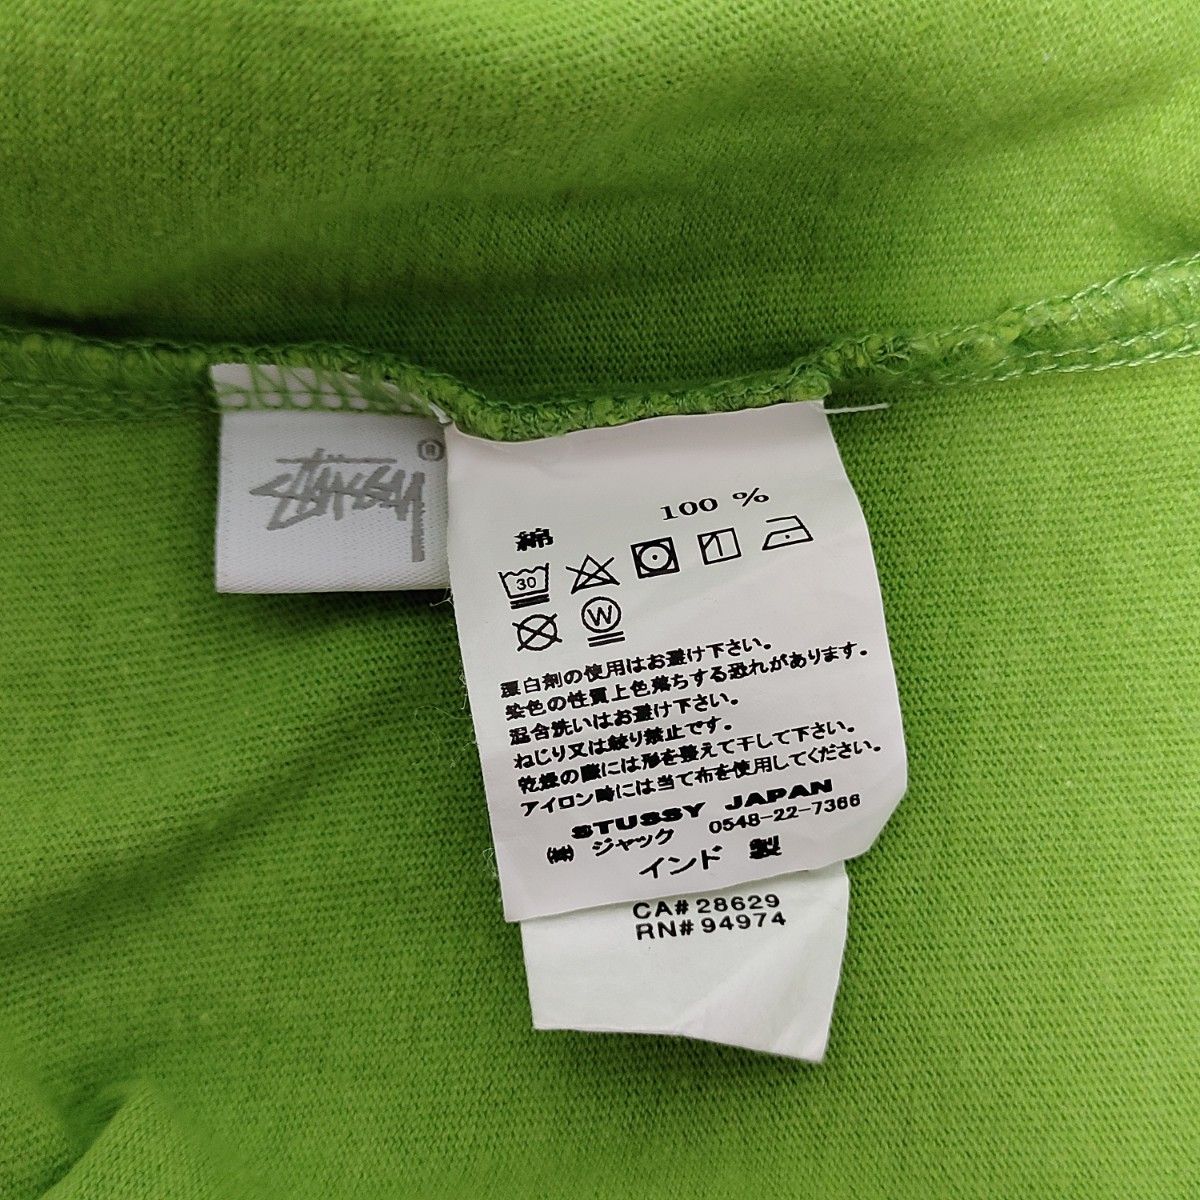 STÜSSY ®
綿 100 %
30
W
漂白剤の使用はお避け下さい。
染色の性質上色落ちする恐れがあります。
混合洗いはお避け下さい。
ねじり又は絞り禁止です。
乾燥の際には形を整えて干して下さい。
アイロン時には当て布を使用してください。
STUSSY JAPAN
㈱ ジャック 0548-22-7366
インド 製
CA# 28629
RN# 94974